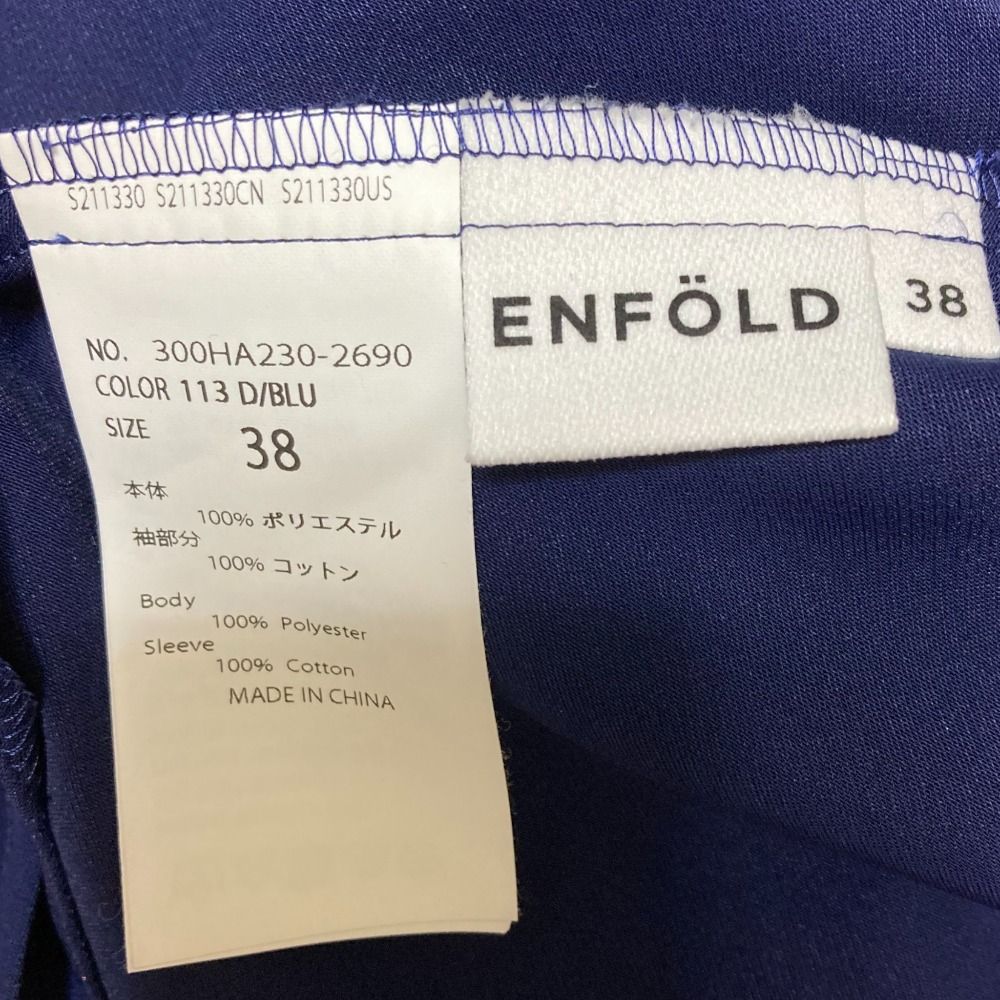 S211330 S211330CN S211330US
NO. 300HA230-2690
COLOR 113 D/BLU
SIZE 38
本体
100% ポリエステル
袖部分
100% コットン
Body
100% Polyester
Sleeve
100% Cotton
MADE IN CHINA
ENFÖLD
38